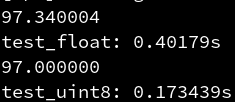 97.340004
test_float: 0.40179s
97.000000
test_uint8: 0.173439s